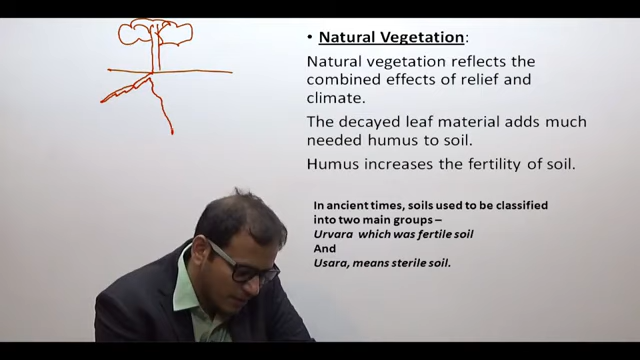 • Natural Vegetation:
Natural vegetation reflects the
combined effects of relief and
climate.
The decayed leaf material adds much
needed humus to soil.
Humus increases the fertility of soil.
In ancient times, soils used to be classified
into two main groups –
Urvara which was fertile soil
And
Usara, means sterile soil.